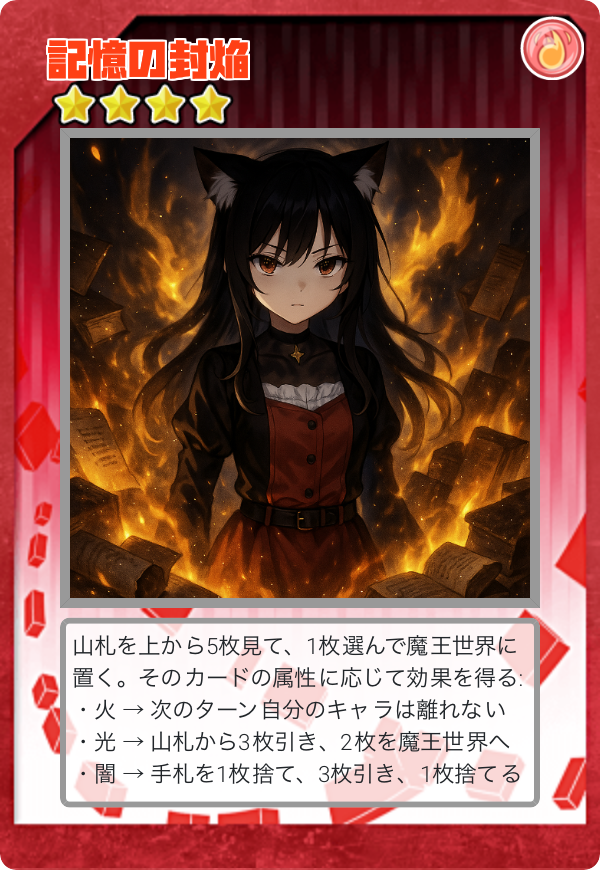 記憶の封焔
山札を上から5枚見て、1枚選んで魔王世界に
置く。そのカードの属性に応じて効果を得る:
・火 → 次のターン自分のキャラは離れない
・光 → 山札から3枚引き、2枚を魔王世界へ
・闇 → 手札を1枚捨て、3枚引き、1枚捨てる